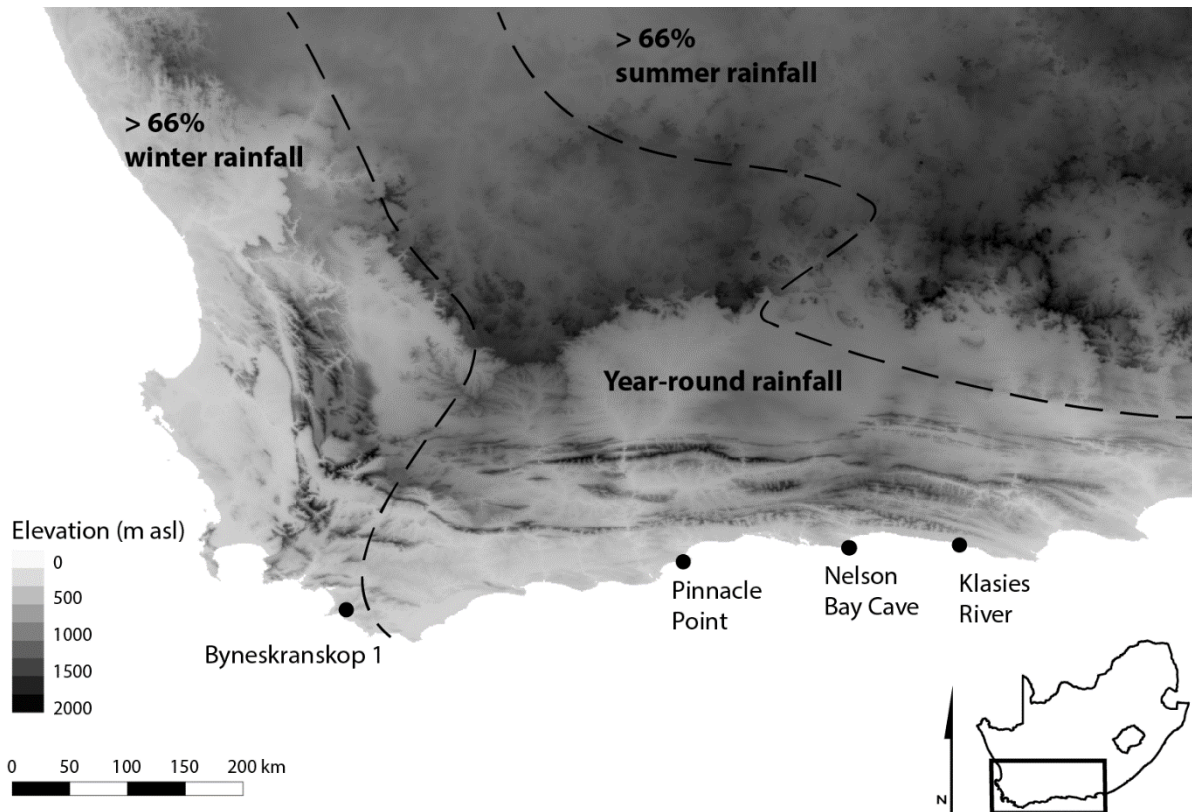 > 66%
summer rainfall
> 66%
winter rainfall
Year-round rainfall
Elevation (m asl)
0
500
1000
1500
2000
Byneskranskop 1
Pinnacle
Point
Nelson
Bay Cave
Klasies
River
0 50 100 150 200 km
N